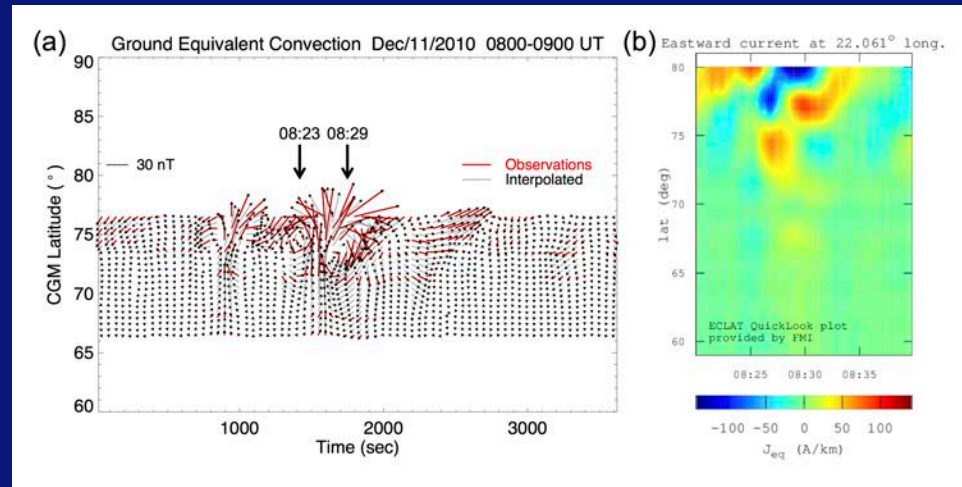 (a)
Ground Equivalent Convection Dec/11/2010 0800-0900 UT
90
85
80
75
70
65
60
CGM Latitude ( ° )
08:23 08:29
30 nT
Observations
Interpolated
1000 2000 3000
Time (sec)
(b)
Eastward current at 22.061° long.
80
75
70
65
60
lat (deg)
ECLAT QuickLook plot
provided by FMI
08:25 08:30 08:35
-100 -50 0 50 100
Jeq (A/km)